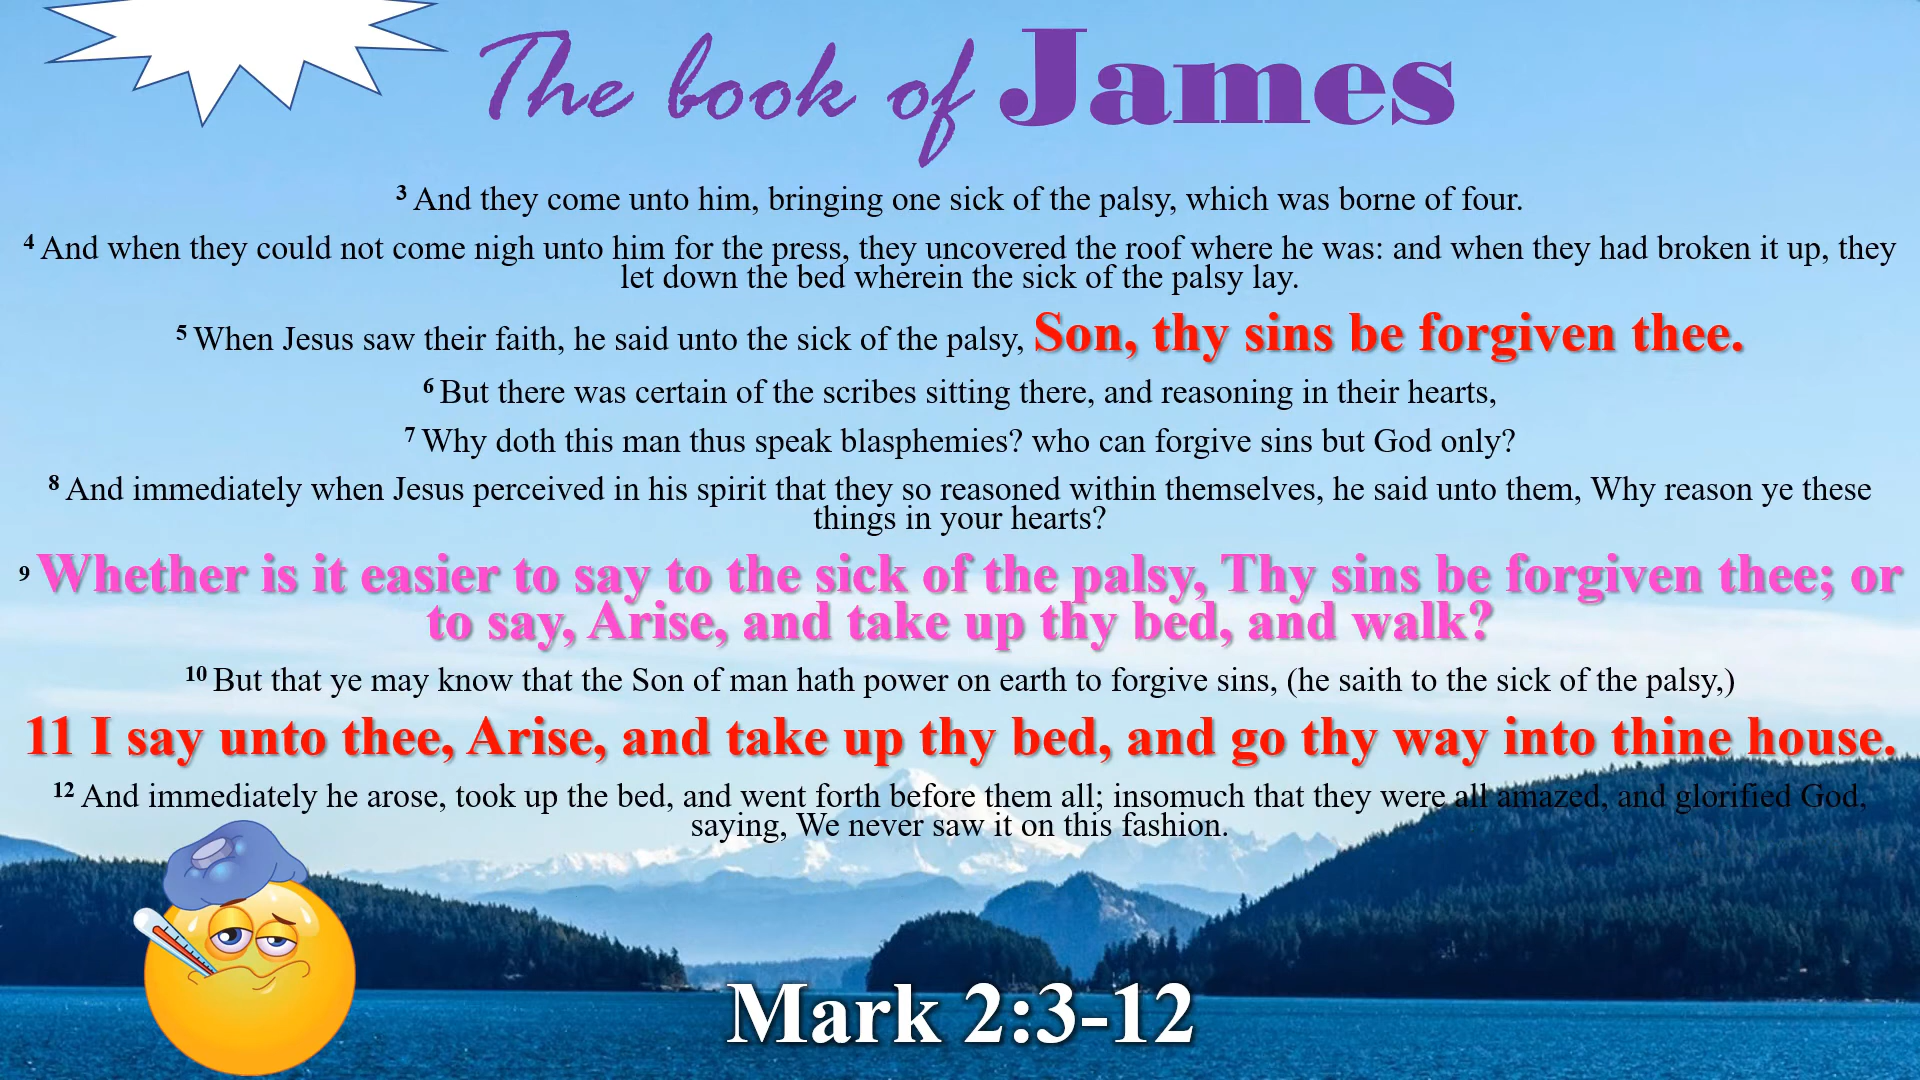 The book of James
3 And they come unto him, bringing one sick of the palsy, which was borne of four.
4 And when they could not come nigh unto him for the press, they uncovered the roof where he was: and when they had broken it up, they
let down the bed wherein the sick of the palsy lay.
5 When Jesus saw their faith, he said unto the sick of the palsy, Son, thy sins be forgiven thee.
6 But there was certain of the scribes sitting there, and reasoning in their hearts,
7 Why doth this man thus speak blasphemies? who can forgive sins but God only?
8 And immediately when Jesus perceived in his spirit that they so reasoned within themselves, he said unto them, Why reason ye these
things in your hearts?
9 Whether is it easier to say to the sick of the palsy, Thy sins be forgiven thee; or
to say, Arise, and take up thy bed, and walk?
10 But that ye may know that the Son of man hath power on earth to forgive sins, (he saith to the sick of the palsy,)
11 I say unto thee, Arise, and take up thy bed, and go thy way into thine house.
12 And immediately he arose, took up the bed, and went forth before them all; insomuch that they were all amazed, and glorified God,
saying, We never saw it on this fashion.
Mark 2:3-12